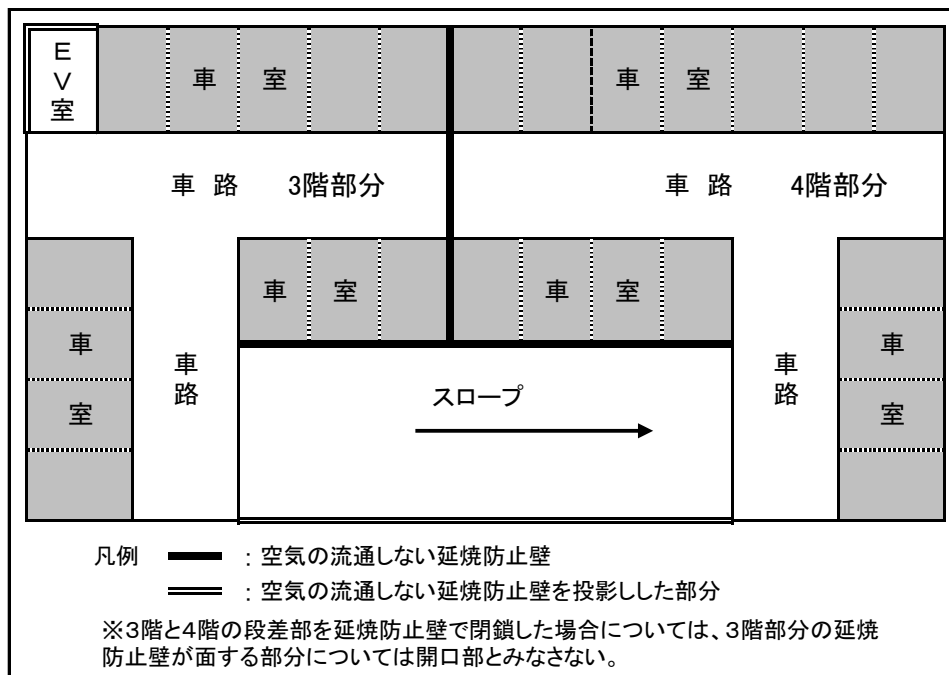 EV室
車室
車室
車路 3階部分
車路 4階部分
車室
車室
車室
車路
スロープ
車路
車室
凡例 : 空気の流通しない延焼防止壁
: 空気の流通しない延焼防止壁を投影しした部分
※3階と4階の段差部を延焼防止壁で閉鎖した場合については、3階部分の延焼
防止壁が面する部分については開口部とみなさない。